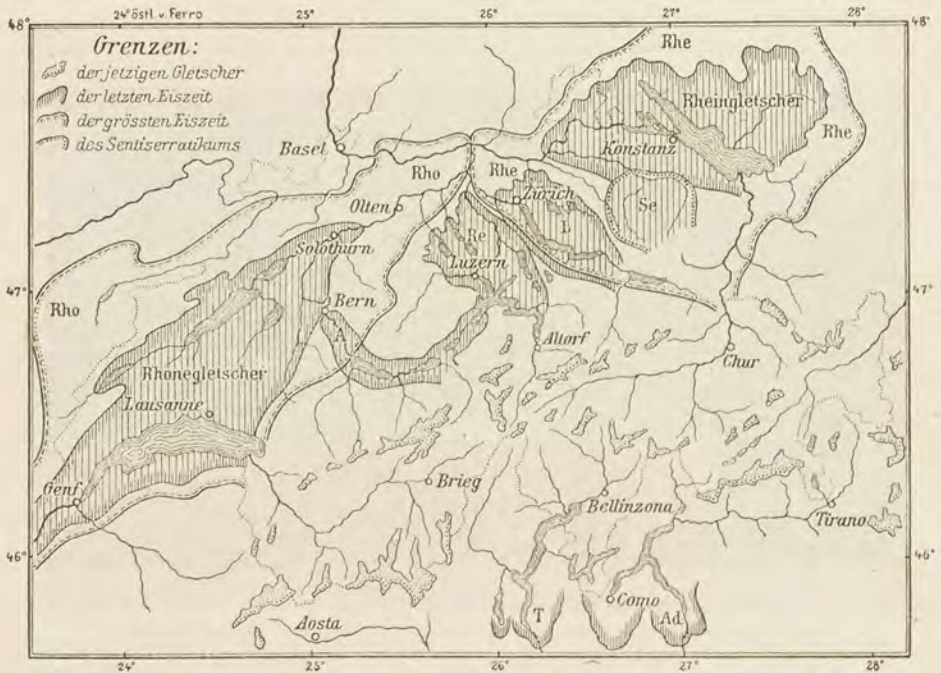 24° östl. v. Ferro 25° 26° 27° 28°
48° 48°
Grenzen:
der jetzigen Gletscher
der letzten Eiszeit
der grössten Eiszeit
des Sentiserratikums
Rhe
Rheingletscher
Rhe
Basel
Konstanz
Rho
Rhe
Zürich
Se
Olten
L
Solothurn
Re
Luzern
47° 47°
Rho
Bern
A
Altorf
Chur
Rhonegletscher
Lausanne
Genf
Brieg
Bellinzona
Tirano
46° 46°
Como
T
Ad
Aosta
24° 25° 26° 27° 28°